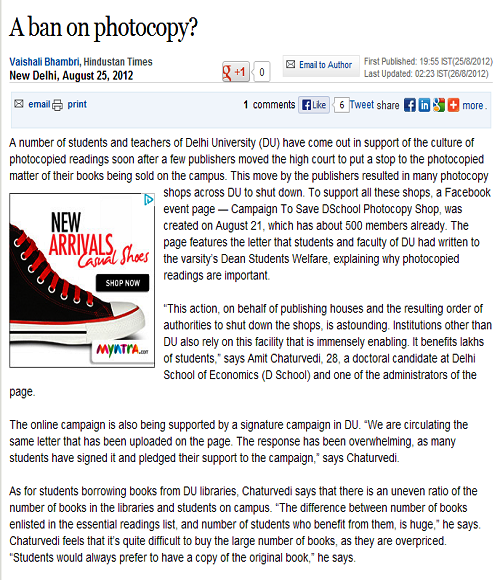 A ban on photocopy?
Vaishali Bhambri, Hindustan Times
New Delhi, August 25, 2012
g +1 0
Email to Author
First Published: 19:55 IST(25/8/2012)
Last Updated: 02:23 IST(26/8/2012)
email print
1 comments Like 6 Tweet share f in g + more .
A number of students and teachers of Delhi University (DU) have come out in support of the culture of
photocopied readings soon after a few publishers moved the high court to put a stop to the photocopied
matter of their books being sold on the campus. This move by the publishers resulted in many photocopy
shops across DU to shut down. To support all these shops, a Facebook
event page — Campaign To Save DSchool Photocopy Shop, was
created on August 21, which has about 500 members already. The
page features the letter that students and faculty of DU had written to
the varsity's Dean Students Welfare, explaining why photocopied
readings are important.
NEW
ARRIVALS
Casual Shoes
SHOP NOW
myntra.com
“This action, on behalf of publishing houses and the resulting order of
authorities to shut down the shops, is astounding. Institutions other than
DU also rely on this facility that is immensely enabling. It benefits lakhs
of students,” says Amit Chaturvedi, 28, a doctoral candidate at Delhi
School of Economics (D School) and one of the administrators of the
page.
The online campaign is also being supported by a signature campaign in DU. “We are circulating the
same letter that has been uploaded on the page. The response has been overwhelming, as many
students have signed it and pledged their support to the campaign,” says Chaturvedi.
As for students borrowing books from DU libraries, Chaturvedi says that there is an uneven ratio of the
number of books in the libraries and students on campus. “The difference between number of books
enlisted in the essential readings list, and number of students who benefit from them, is huge,” he says.
Chaturvedi feels that it's quite difficult to buy the large number of books, as they are overpriced.
“Students would always prefer to have a copy of the original book,” he says.